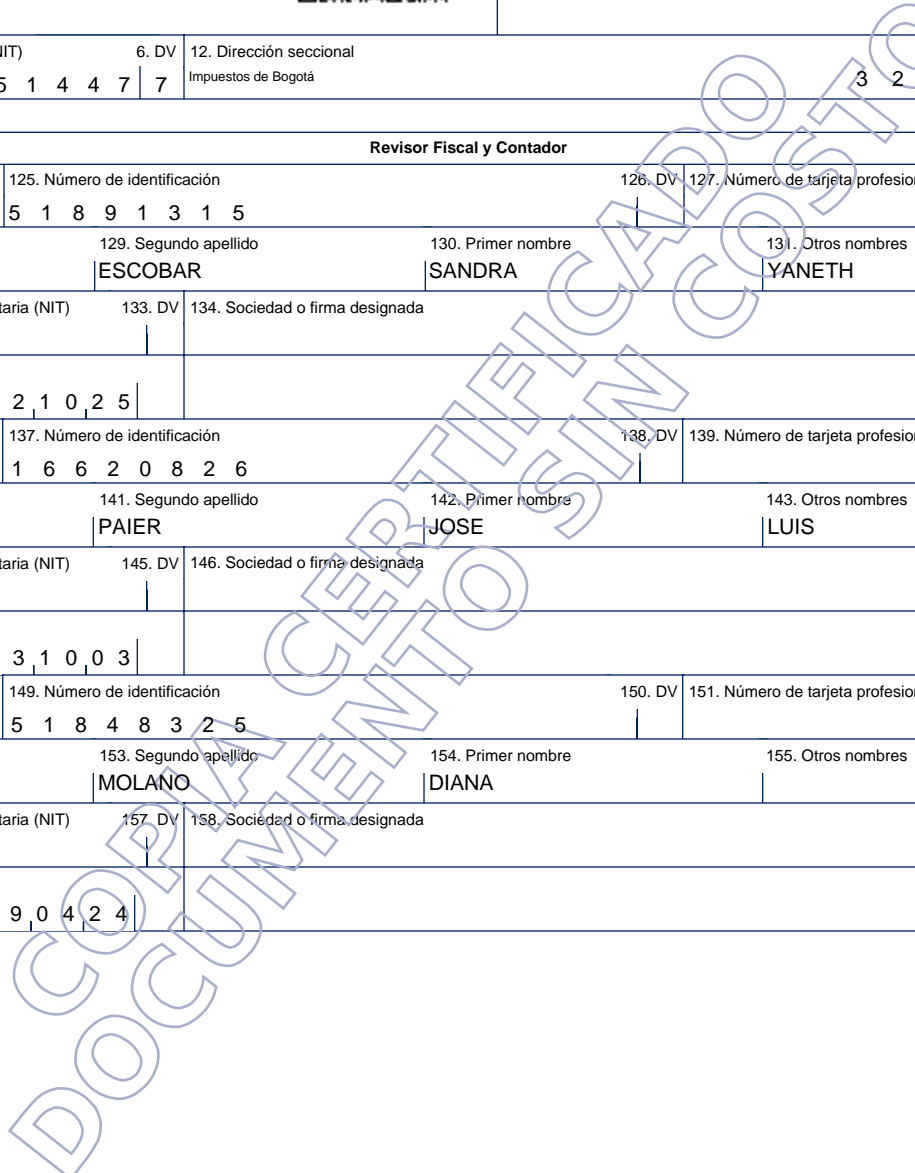 NIT) 6. DV 12. Dirección seccional
5 1 4 4 7 7 Impuestos de Bogotá 3 2
Revisor Fiscal y Contador
125. Número de identificación 126. DV 127. Número de tarjeta profesion
5 1 8 9 1 3 1 5
129. Segundo apellido 130. Primer nombre 131. Otros nombres
ESCOBAR SANDRA YANETH
taria (NIT) 133. DV 134. Sociedad o firma designada
2 1 0 2 5
137. Número de identificación 138. DV 139. Número de tarjeta profesion
1 6 6 2 0 8 2 6
141. Segundo apellido 142. Primer nombre 143. Otros nombres
PAIER JOSE LUIS
taria (NIT) 145. DV 146. Sociedad o firma designada
3 1 0 0 3
149. Número de identificación 150. DV 151. Número de tarjeta profesion
5 1 8 4 8 3 2 5
153. Segundo apellido 154. Primer nombre 155. Otros nombres
MOLANO DIANA
taria (NIT) 157. DV 158. Sociedad o firma designada
9 0 4 2 4
COPIA CERTIFICADO
DOCUMENTO SIN COSTO